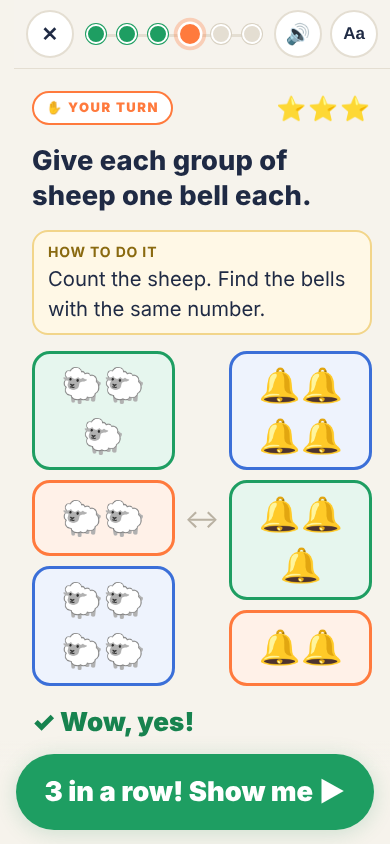 Aa
YOUR TURN
Give each group of
sheep one bell each.
HOW TO DO IT
Count the sheep. Find the bells
with the same number.
✓ Wow, yes!
3 in a row! Show me ▶